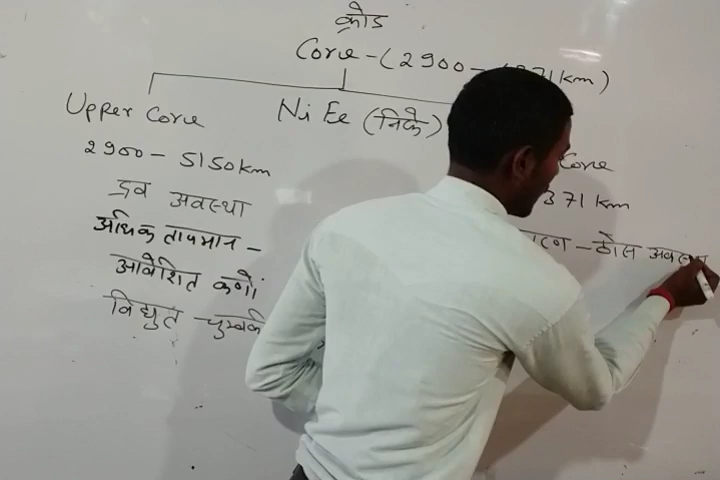 क्रोड
Core - (2900 - 71km)
Upper Core
Ni Fe (निफे)
Core
2900 - 5150km
371 km
द्रव अवस्था
अधिक तापमान -
आवेशित कणों
विद्युत - चुम्बकी
- ठोस अवस्था